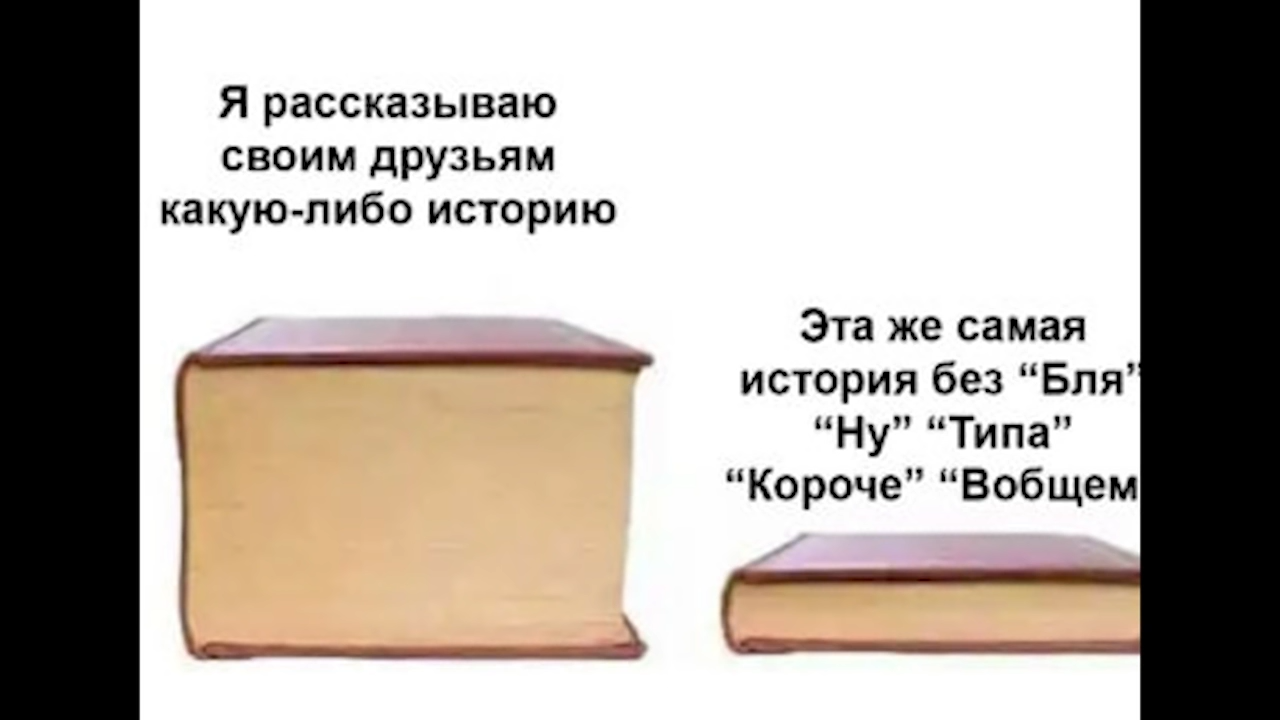 Я рассказываю
своим друзьям
какую-либо историю
Эта же самая
история без “Бля”
“Ну” “Типа”
“Короче” “Вобщем